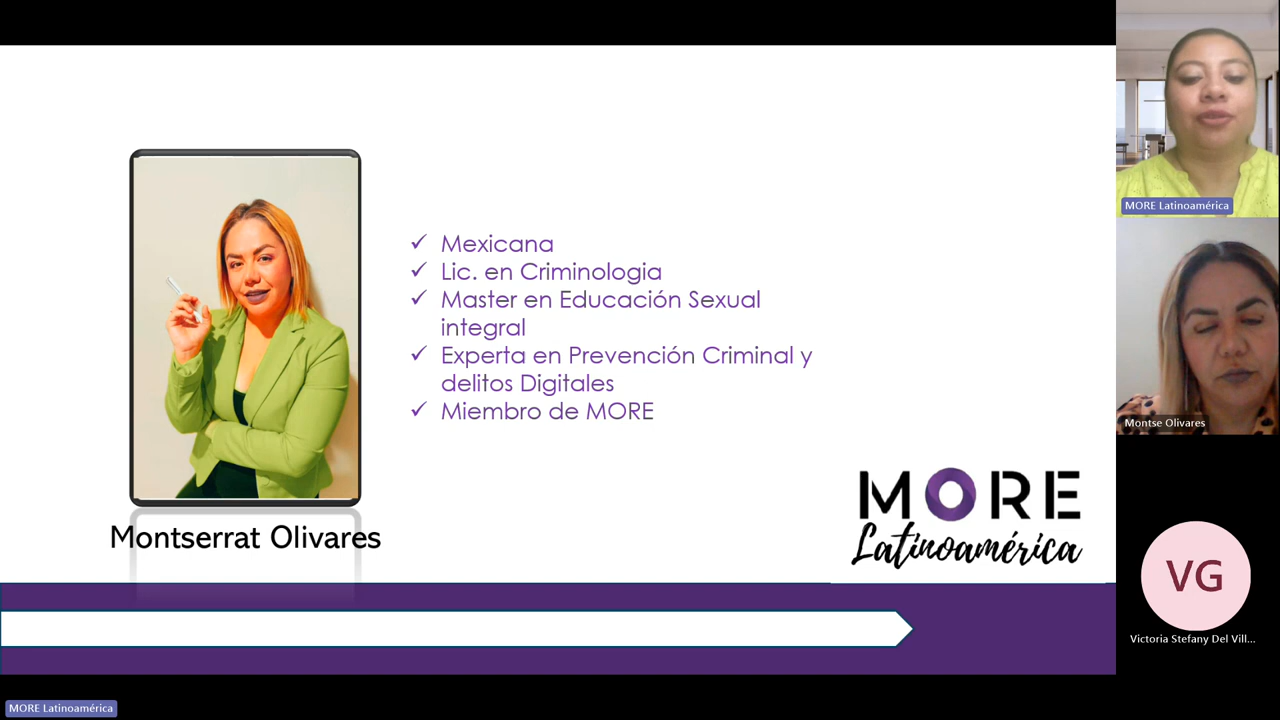 Mexicana
Lic. en Criminologia
Master en Educación Sexual
integral
Experta en Prevención Criminal y
delitos Digitales
Miembro de MORE
Montserrat Olivares
MORE
Latinoamérica
MORE Latinoamérica
Montse Olivares
VG
Victoria Stefany Del Vill...
MORE Latinoamérica